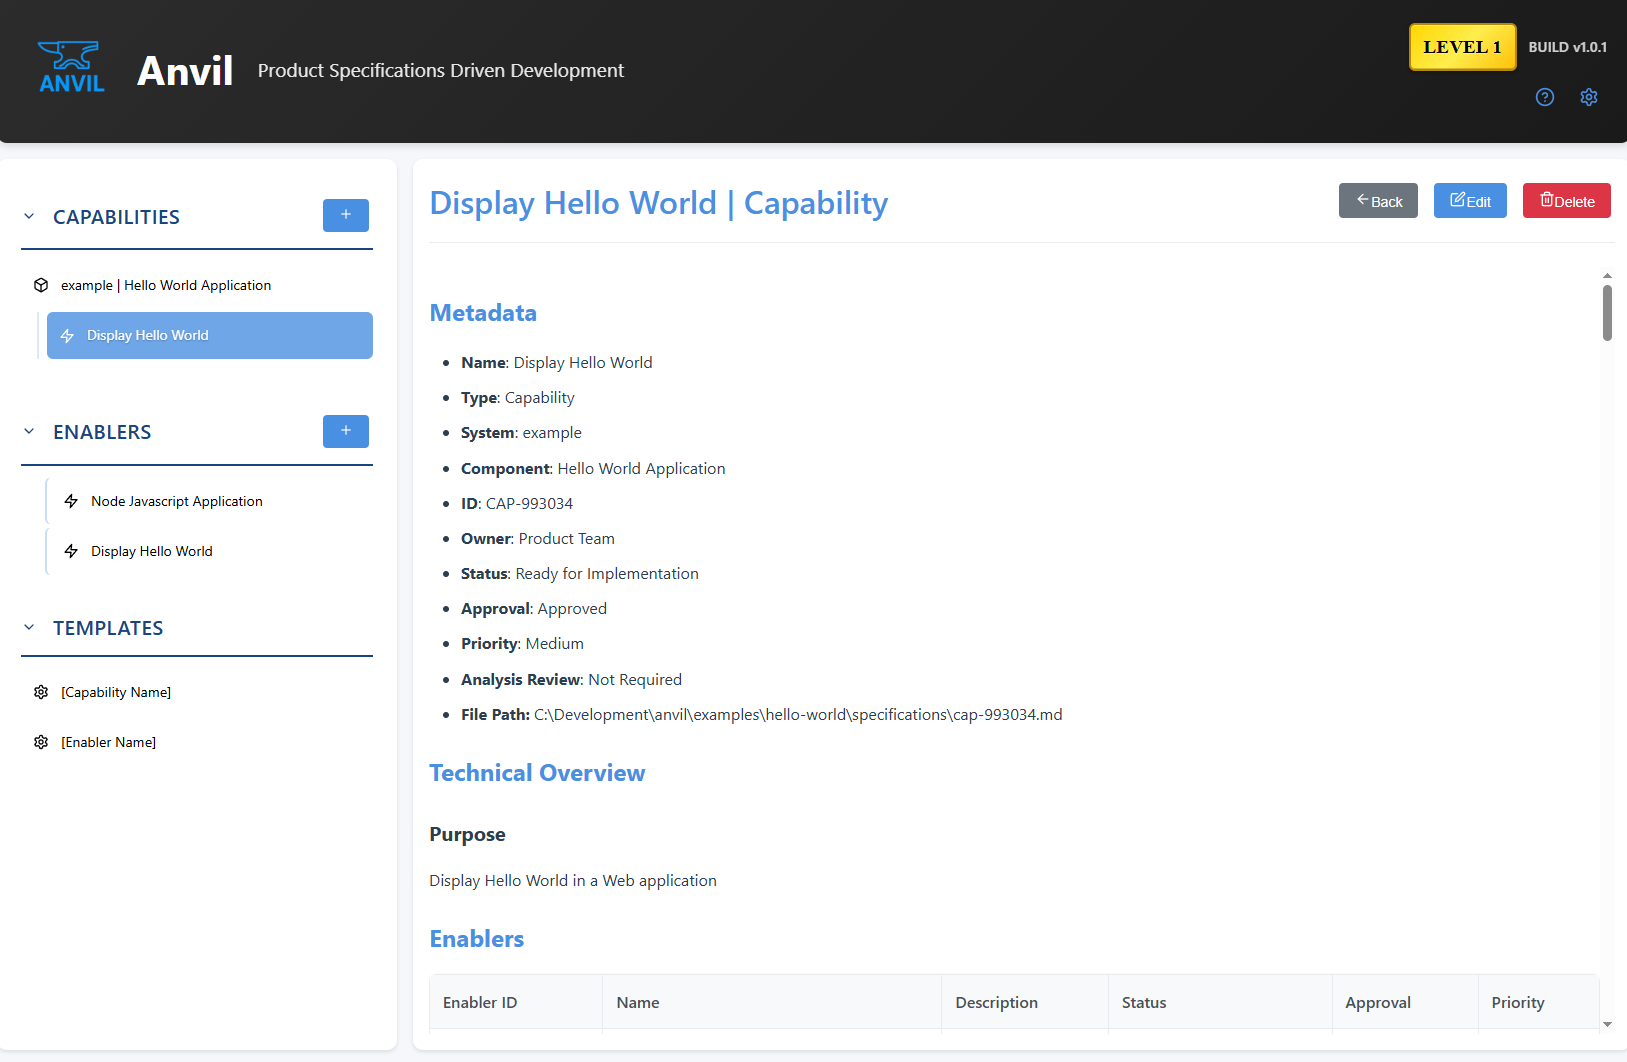 ANVIL
Anvil
Product Specifications Driven Development
LEVEL 1
BUILD v1.0.1
CAPABILITIES
+
example | Hello World Application
Display Hello World
ENABLERS
+
Node Javascript Application
Display Hello World
TEMPLATES
[Capability Name]
[Enabler Name]
Display Hello World | Capability
Back
Edit
Delete
Metadata
Name: Display Hello World
Type: Capability
System: example
Component: Hello World Application
ID: CAP-993034
Owner: Product Team
Status: Ready for Implementation
Approval: Approved
Priority: Medium
Analysis Review: Not Required
File Path: C:\Development\anvil\examples\hello-world\specifications\cap-993034.md
Technical Overview
Purpose
Display Hello World in a Web application
Enablers
Enabler ID Name Description Status Approval Priority